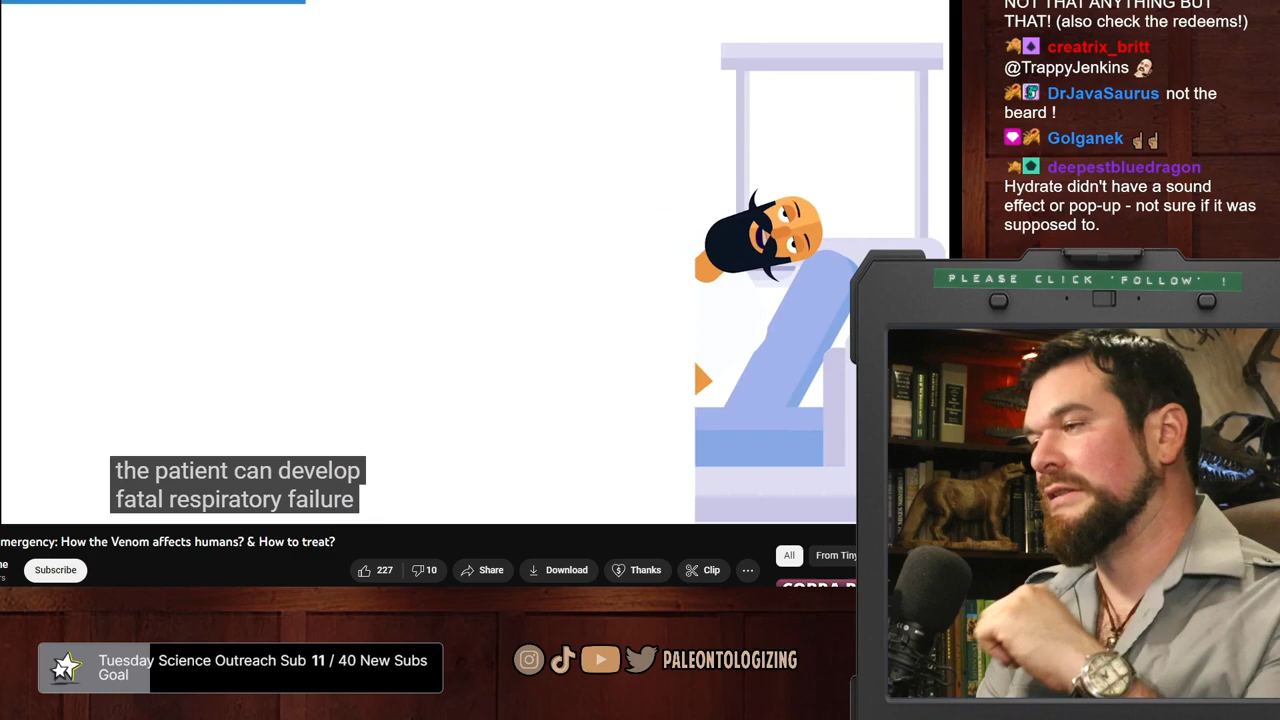 NOT THAT ANYTHING BUT
THAT! (also check the redeems!)
creatrix_britt
@TrappyJenkins
DrJavaSaurus not the
beard !
Golganek
deepestbluedragon
Hydrate didn't have a sound
effect or pop-up - not sure if it was
supposed to.
PLEASE CLICK 'FOLLOW' !
the patient can develop
fatal respiratory failure
mergency: How the Venom affects humans? & How to treat?
Subscribe
227
10
Share
Download
Thanks
Clip
All
From Tiny
Tuesday Science Outreach Sub 11 / 40 New Subs
Goal
PALEONTOLOGIZING